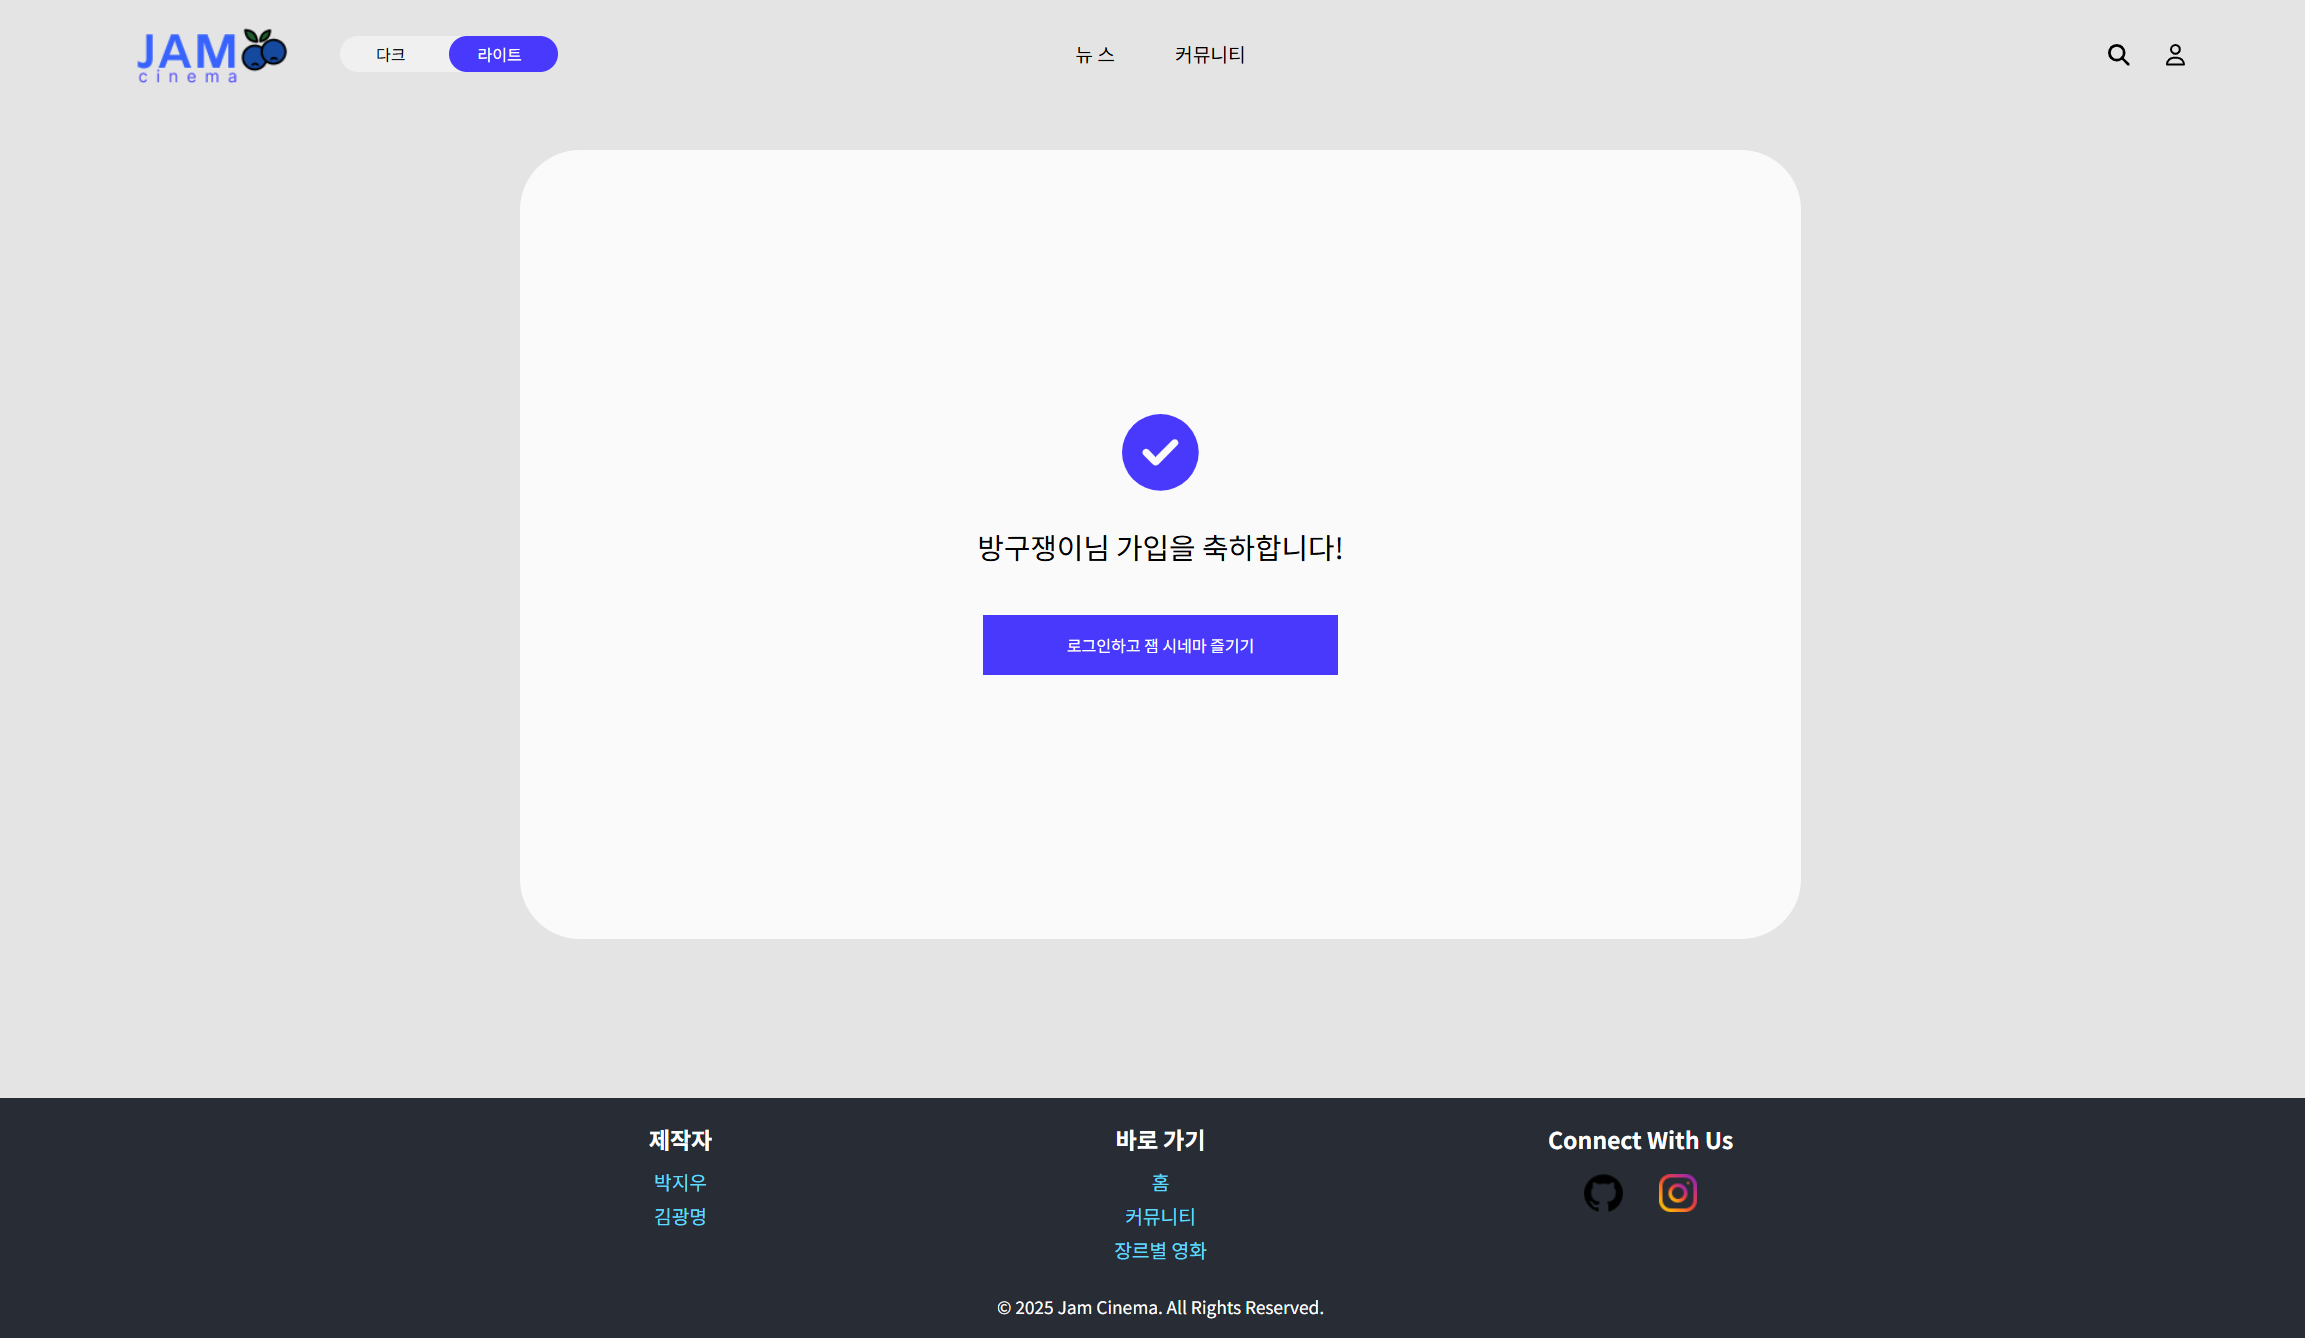 JAM
cinema
다크
라이트
뉴 스
커뮤니티
방구쟁이님 가입을 축하합니다!
로그인하고 잼 시네마 즐기기
제작자
박지우
김광명
바로 가기
홈
커뮤니티
장르별 영화
Connect With Us
© 2025 Jam Cinema. All Rights Reserved.